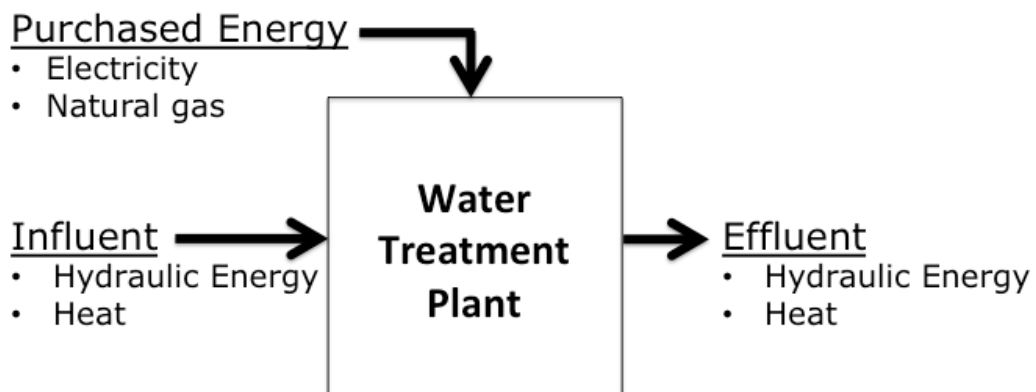 Purchased Energy
• Electricity
• Natural gas
Water
Treatment
Plant
Influent
• Hydraulic Energy
• Heat
Effluent
• Hydraulic Energy
• Heat